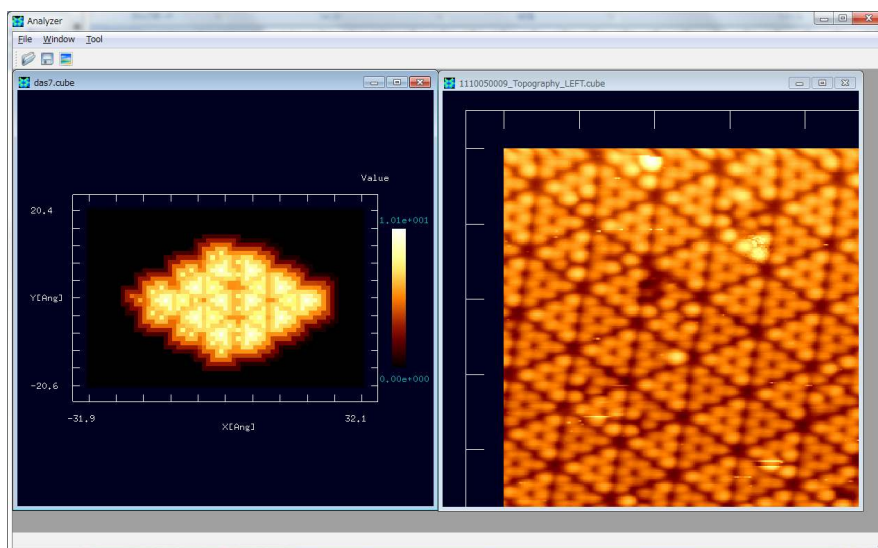 Analyzer
File Window Tool
das7.cube
1110050009_Topography_LEFT.cube
Value
20.4
1.01e+001
Y[Ang]
0.00e+000
-20.6
-31.9
32.1
X[Ang]